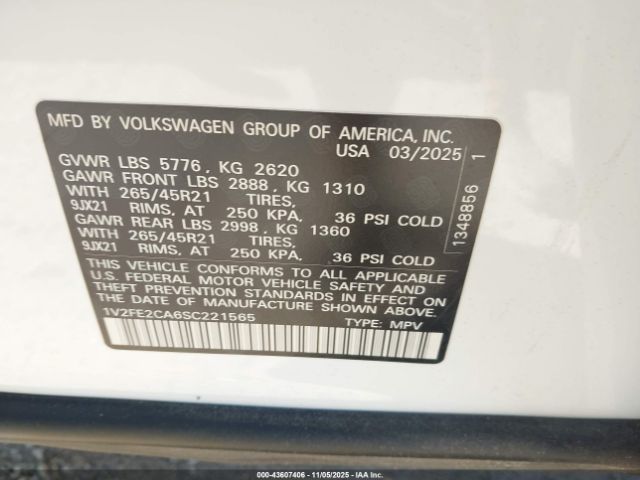 MFD BY VOLKSWAGEN GROUP OF AMERICA, INC.
USA 03/2025
GVWR LBS 5776, KG 2620
GAWR FRONT LBS 2888, KG 1310
WITH 265/45R21 TIRES,
9JX21 RIMS, AT 250 KPA, 36 PSI COLD
GAWR REAR LBS 2998, KG 1360
WITH 265/45R21 TIRES,
9JX21 RIMS, AT 250 KPA, 36 PSI COLD
THIS VEHICLE CONFORMS TO ALL APPLICABLE
U.S. FEDERAL MOTOR VEHICLE SAFETY AND
THEFT PREVENTION STANDARDS IN EFFECT ON
THE DATE OF MANUFACTURE SHOWN ABOVE.
1V2FE2CA6SC221565 TYPE: MPV
1348856 1
000-43607406 - 11/05/2025 - IAAI INC.